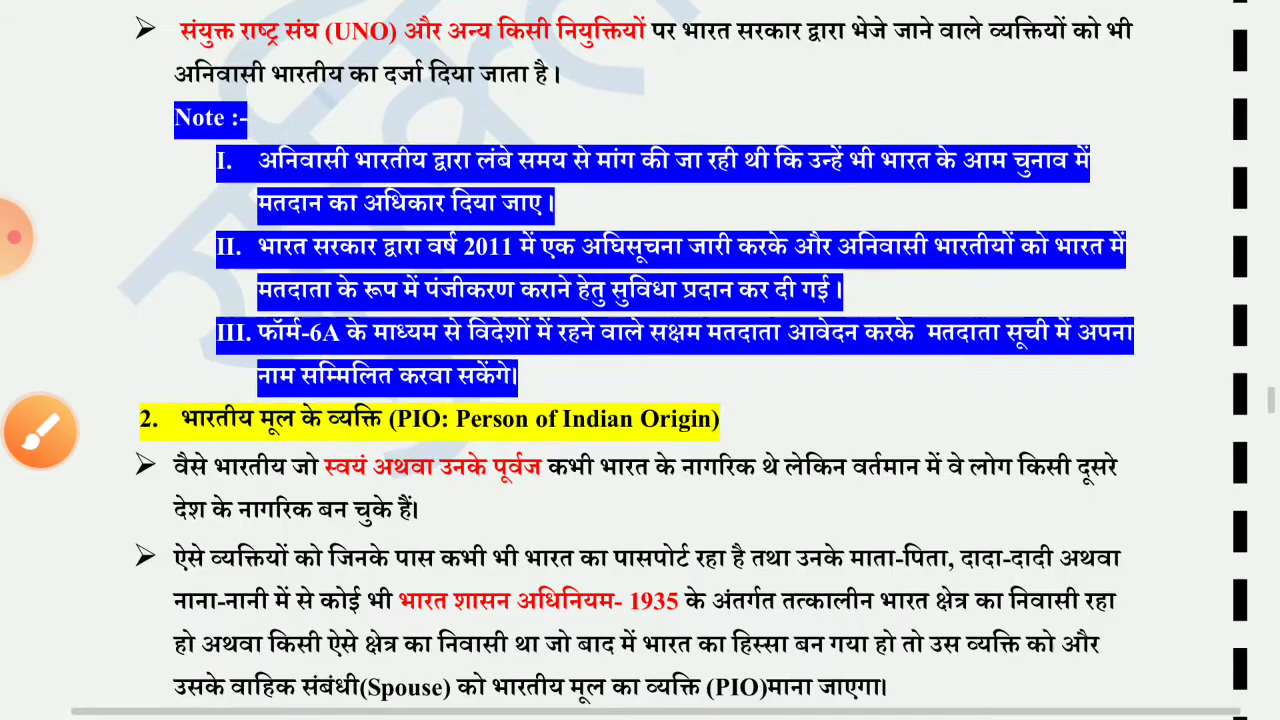 ➢ संयुक्त राष्ट्र संघ (UNO) और अन्य किसी नियुक्तियों पर भारत सरकार द्वारा भेजे जाने वाले व्यक्तियों को भी
अनिवासी भारतीय का दर्जा दिया जाता है।
Note :-
I. अनिवासी भारतीय द्वारा लंबे समय से मांग की जा रही थी कि उन्हें भी भारत के आम चुनाव में
मतदान का अधिकार दिया जाए।
II. भारत सरकार द्वारा वर्ष 2011 में एक अधिसूचना जारी करके और अनिवासी भारतीयों को भारत में
मतदाता के रूप में पंजीकरण कराने हेतु सुविधा प्रदान कर दी गई।
III. फॉर्म-6A के माध्यम से विदेशों में रहने वाले सक्षम मतदाता आवेदन करके मतदाता सूची में अपना
नाम सम्मिलित करवा सकेंगे।
2. भारतीय मूल के व्यक्ति (PIO: Person of Indian Origin)
➢ वैसे भारतीय जो स्वयं अथवा उनके पूर्वज कभी भारत के नागरिक थे लेकिन वर्तमान में वे लोग किसी दूसरे
देश के नागरिक बन चुके हैं।
➢ ऐसे व्यक्तियों को जिनके पास कभी भी भारत का पासपोर्ट रहा है तथा उनके माता-पिता, दादा-दादी अथवा
नाना-नानी में से कोई भी भारत शासन अधिनियम- 1935 के अंतर्गत तत्कालीन भारत क्षेत्र का निवासी रहा
हो अथवा किसी ऐसे क्षेत्र का निवासी था जो बाद में भारत का हिस्सा बन गया हो तो उस व्यक्ति को और
उसके वाहिक संबंधी(Spouse) को भारतीय मूल का व्यक्ति (PIO)माना जाएगा।